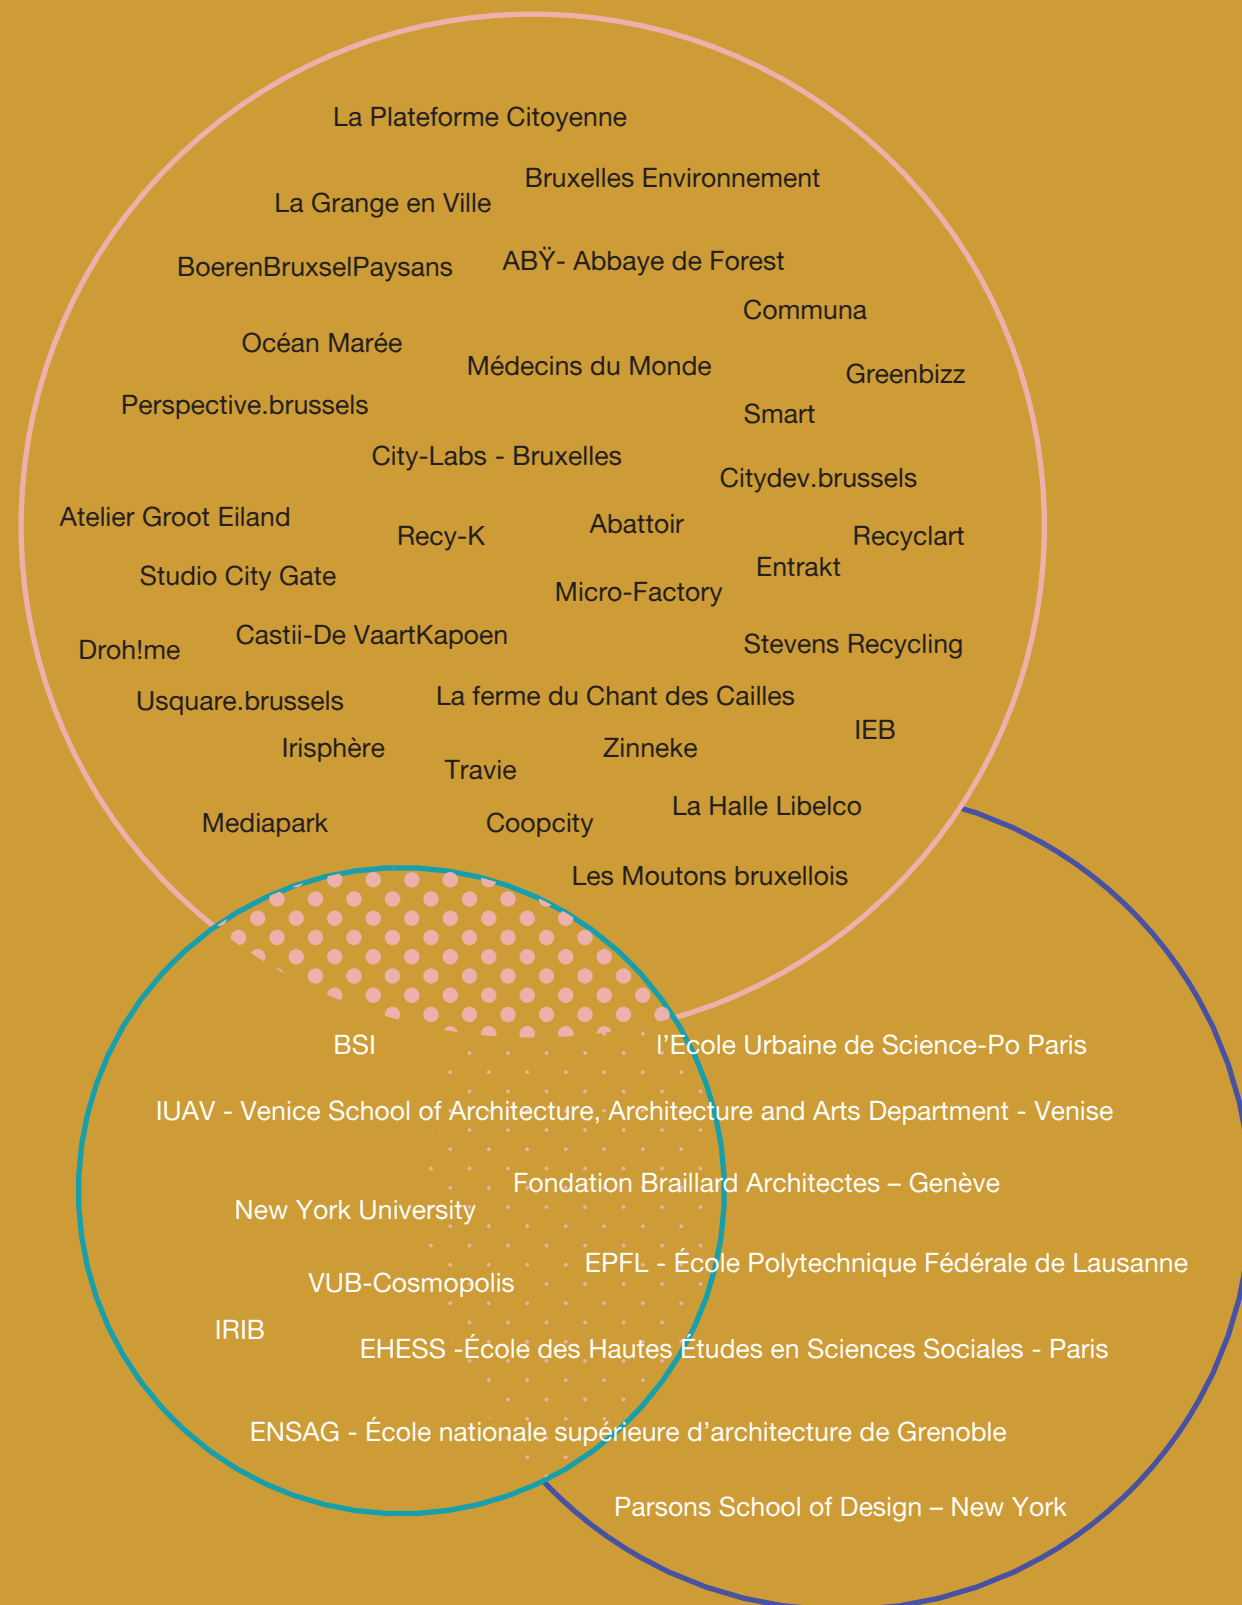 La Plateforme Citoyenne
Bruxelles Environnement
La Grange en Ville
ABŸ- Abbaye de Forest
BoerenBruxselPaysans
Communa
Océan Marée
Médecins du Monde
Greenbizz
Perspective.brussels
Smart
City-Labs - Bruxelles
Citydev.brussels
Atelier Groot Eiland
Abattoir
Recy-K
Recyclart
Entrakt
Studio City Gate
Micro-Factory
Castii-De VaartKapoen
Stevens Recycling
Droh!me
La ferme du Chant des Cailles
Usquare.brussels
IEB
Irisphère
Zinneke
Travie
La Halle Libelco
Mediapark
Coopcity
Les Moutons bruxellois
BSI
l'Ecole Urbaine de Science-Po Paris
IUAV - Venice School of Architecture, Architecture and Arts Department - Venise
Fondation Braillard Architectes – Genève
New York University
EPFL - École Polytechnique Fédérale de Lausanne
VUB-Cosmopolis
IRIB
EHESS -École des Hautes Études en Sciences Sociales - Paris
ENSAG - École nationale supérieure d'architecture de Grenoble
Parsons School of Design – New York